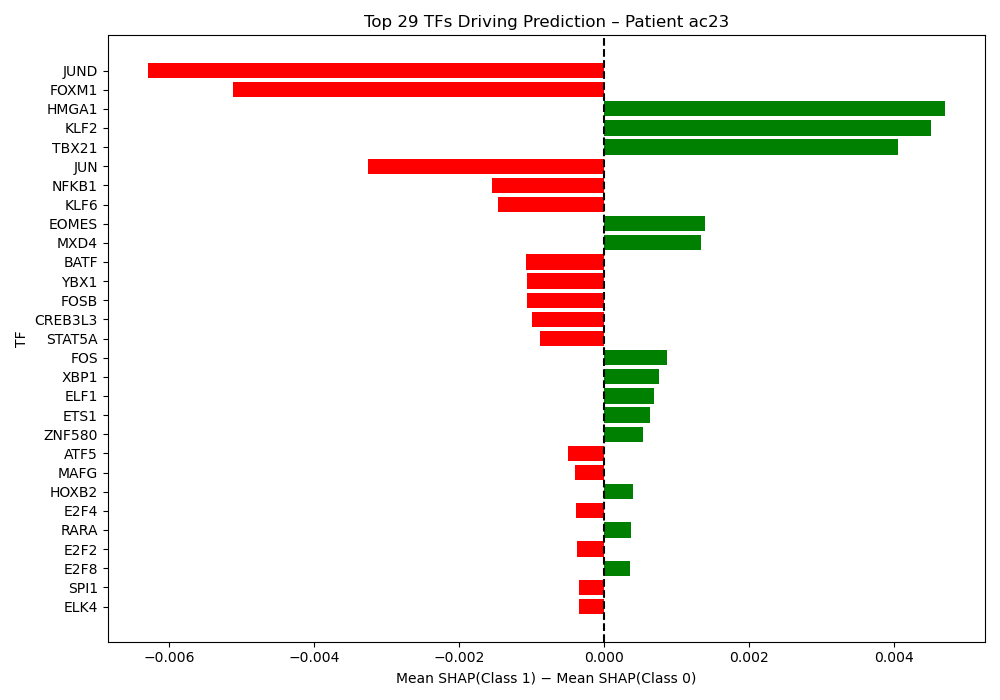 Top 29 TFs Driving Prediction – Patient ac23
TF
JUND
FOXM1
HMGA1
KLF2
TBX21
JUN
NFKB1
KLF6
EOMES
MXD4
BATF
YBX1
FOSB
CREB3L3
STAT5A
FOS
XBP1
ELF1
ETS1
ZNF580
ATF5
MAFG
HOXB2
E2F4
RARA
E2F2
E2F8
SPI1
ELK4
−0.006 −0.004 −0.002 0.000 0.002 0.004
Mean SHAP(Class 1) − Mean SHAP(Class 0)